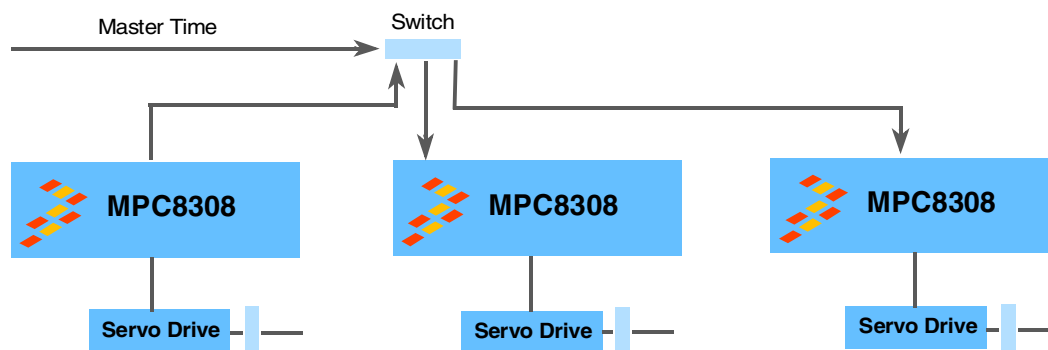 Master Time
Switch
MPC8308
MPC8308
MPC8308
Servo Drive
Servo Drive
Servo Drive